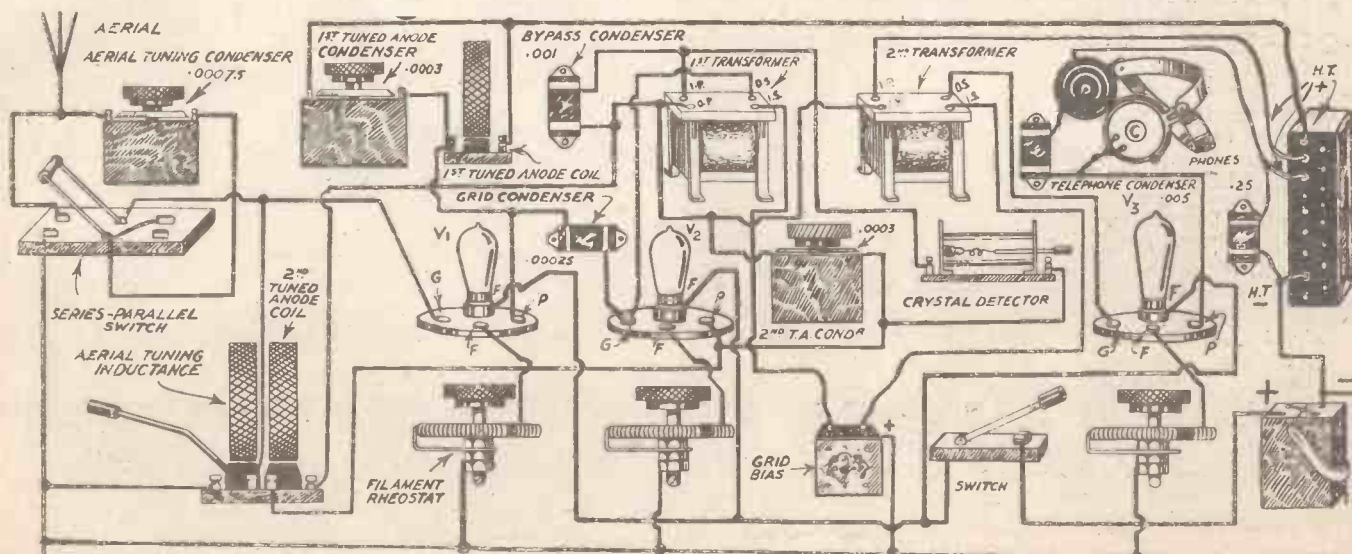 AERIAL
AERIAL TUNING CONDENSER
.00075
1ST TUNED ANODE
CONDENSER
.0003
BYPASS CONDENSER
.001
1ST TRANSFORMER
I.P.
O.P.
O.S.
I.S.
2ND TRANSFORMER
O.S.
I.S.
H.T.
+
C
PHONES
1ST TUNED ANODE COIL
GRID CONDENSER
.00025
TELEPHONE CONDENSER
.005
.25
V1
V2
V3
.0003
CRYSTAL DETECTOR
H.T.
−
G
F
F
P
G
F
F
P
2ND T.A. CONDR
G
F
F
P
SERIES-PARALLEL
SWITCH
2ND
TUNED
ANODE
COIL
AERIAL TUNING
INDUCTANCE
FILAMENT
RHEOSTAT
GRID
BIAS
+
SWITCH
+
−